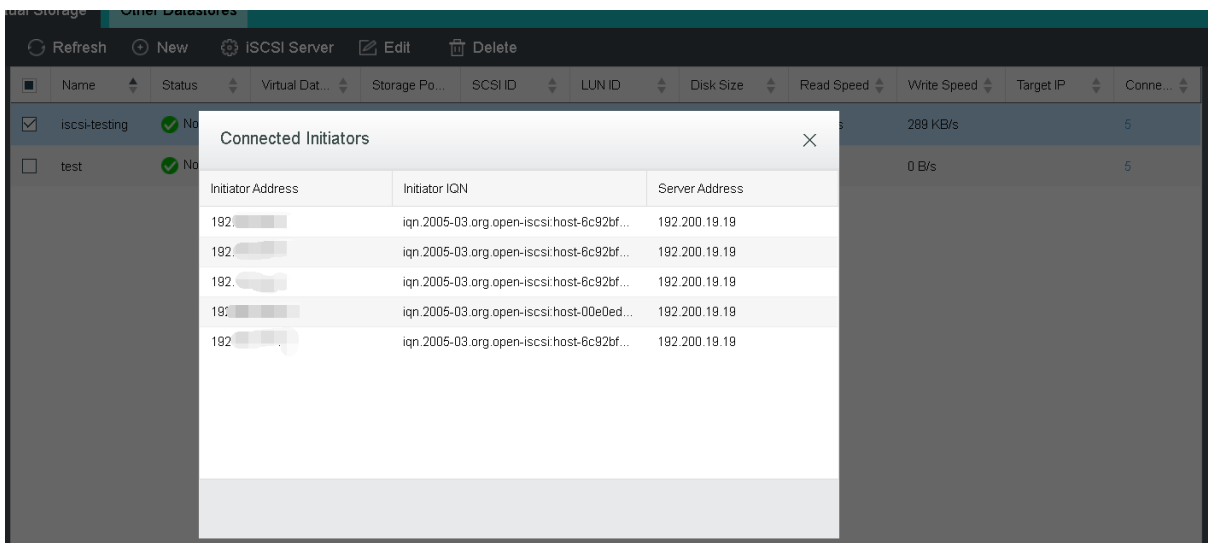 tual Storage Other Datastores
Refresh New iSCSI Server Edit Delete
Name Status Virtual Dat... Storage Po... SCSI ID LUN ID Disk Size Read Speed Write Speed Target IP Conne...
iscsi-testing No 289 KB/s 5
test No 0 B/s 5
Connected Initiators
Initiator Address Initiator IQN Server Address
192. iqn.2005-03.org.open-iscsi:host-6c92bf... 192.200.19.19
192. iqn.2005-03.org.open-iscsi:host-6c92bf... 192.200.19.19
192. iqn.2005-03.org.open-iscsi:host-6c92bf... 192.200.19.19
192 iqn.2005-03.org.open-iscsi:host-00e0ed... 192.200.19.19
192 iqn.2005-03.org.open-iscsi:host-6c92bf... 192.200.19.19